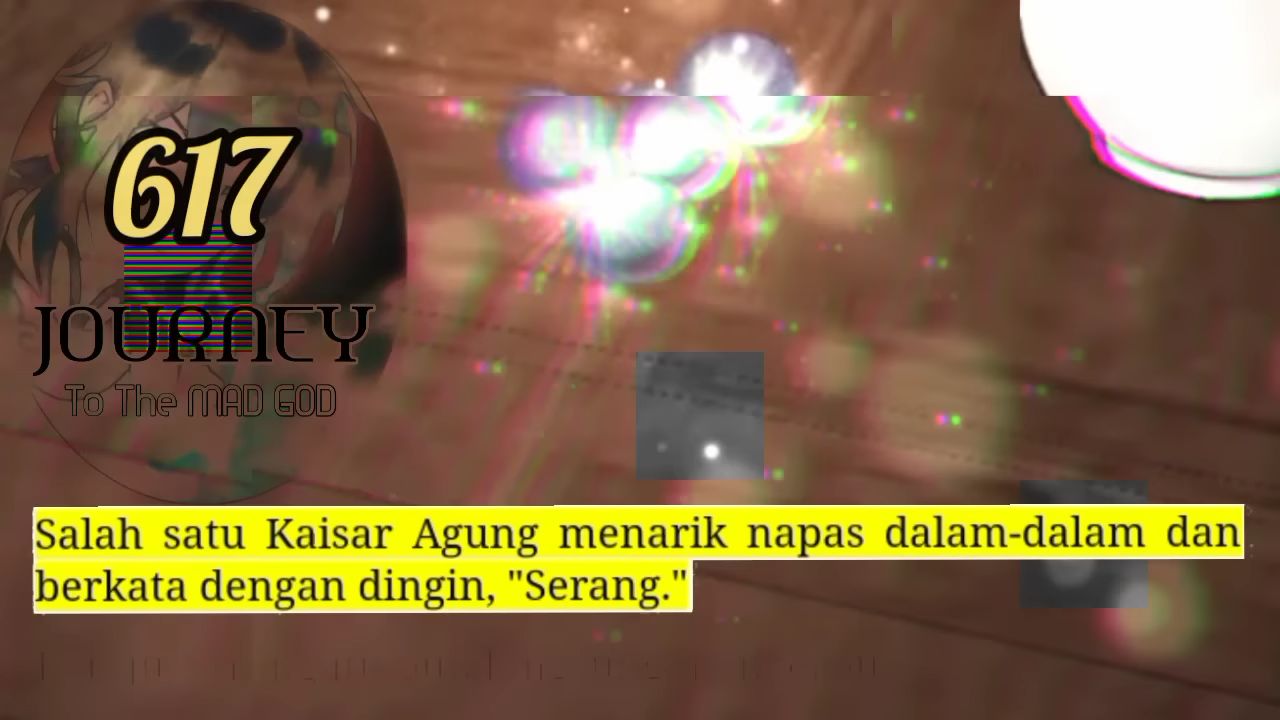 617
JOURNEY
To The MAD GOD
Salah satu Kaisar Agung menarik napas dalam-dalam dan
berkata dengan dingin, "Serang."